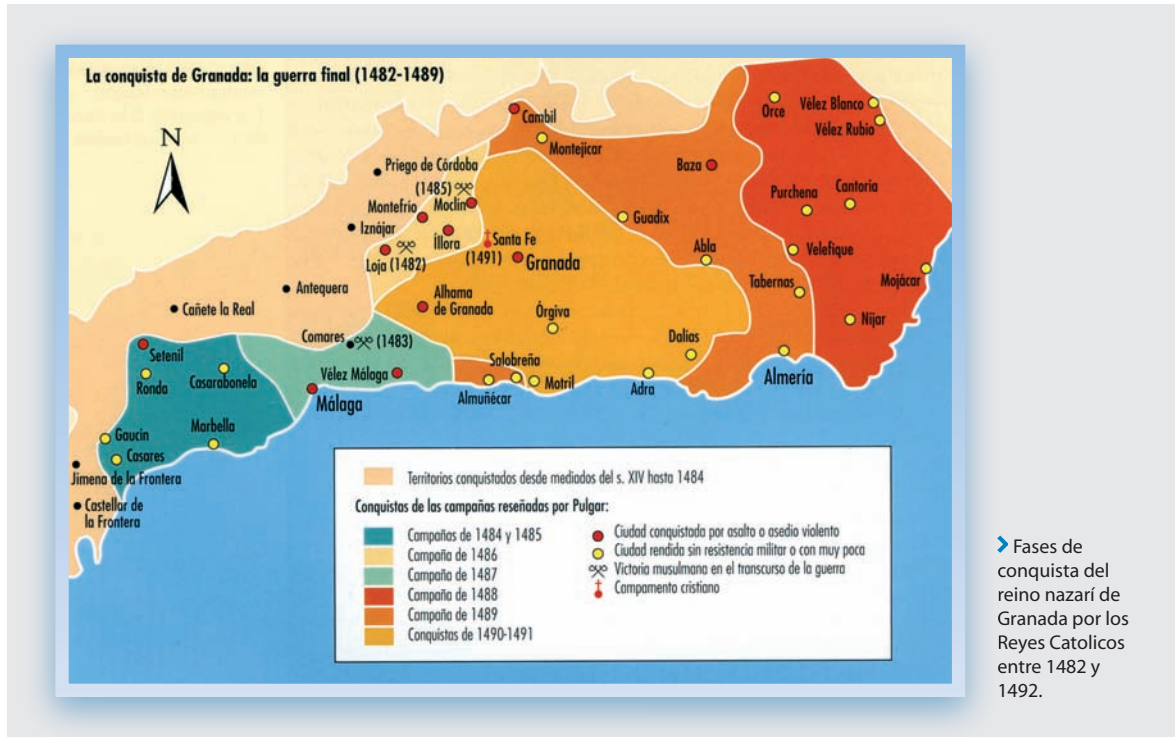 La conquista de Granada: la guerra final (1482-1489)
N
Cambil
Montejicar
Orce
Vélez Blanco
Vélez Rubio
Priego de Córdoba
(1485)
Moclín
Montefrío
Iznájar
Íllora
Loja (1482)
Santa Fe
(1491)
Granada
Baza
Guadix
Purchena
Cantoria
Abla
Velefique
Tabernas
Mojácar
Níjar
Antequera
Cañete la Real
Alhama
de Granada
Órgiva
Dalias
Comares
(1483)
Setenil
Ronda
Casarabonela
Vélez Málaga
Salobreña
Málaga
Almuñécar
Motril
Adra
Almería
Gaucin
Marbella
Casares
Jimena de la Frontera
Castellar de
la Frontera
Territorios conquistados desde mediados del s. XIV hasta 1484
Conquistas de las campañas reseñadas por Pulgar:
Campañas de 1484 y 1485
Campaña de 1486
Campaña de 1487
Campaña de 1488
Campaña de 1489
Conquistas de 1490-1491
Ciudad conquistada por asalto o asedio violento
Ciudad rendida sin resistencia militar o con muy poca
Victoria musulmana en el transcurso de la guerra
Campamento cristiano
Fases de
conquista del
reino nazarí de
Granada por los
Reyes Catolicos
entre 1482 y
1492.